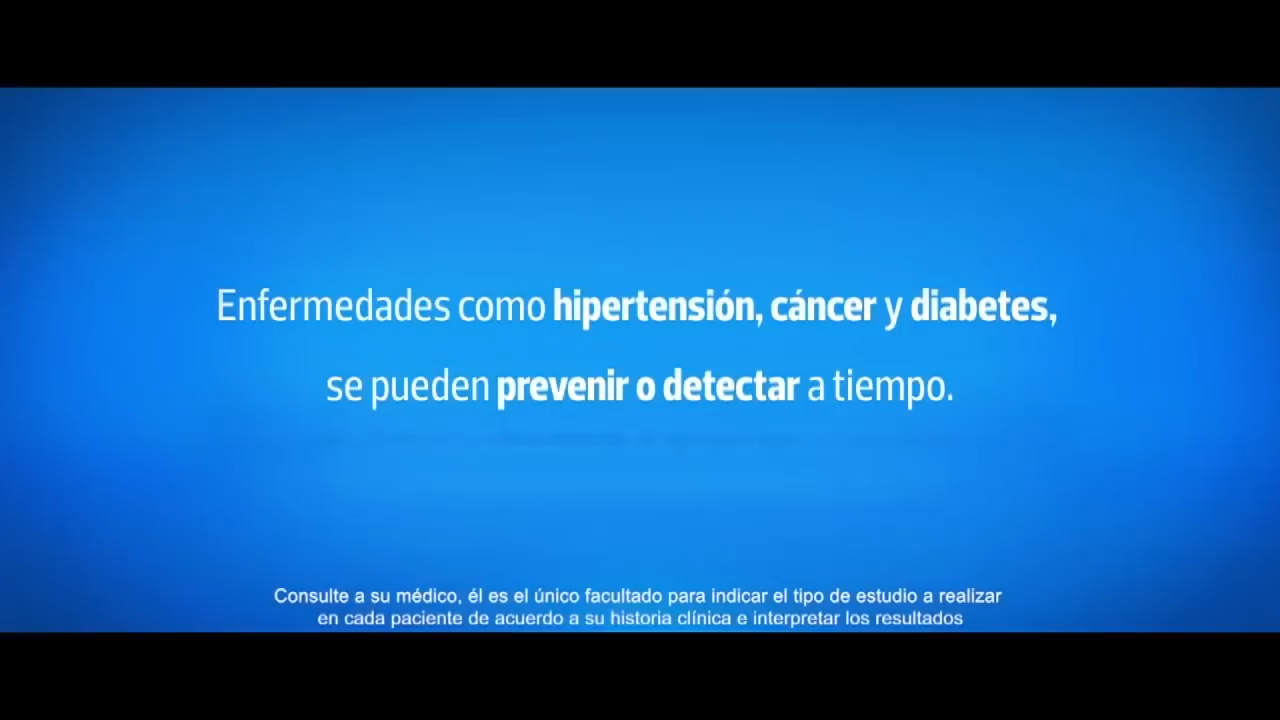 Enfermedades como hipertensión, cáncer y diabetes,
se pueden prevenir o detectar a tiempo.
Consulte a su médico, él es el único facultado para indicar el tipo de estudio a realizar
en cada paciente de acuerdo a su historia clínica e interpretar los resultados